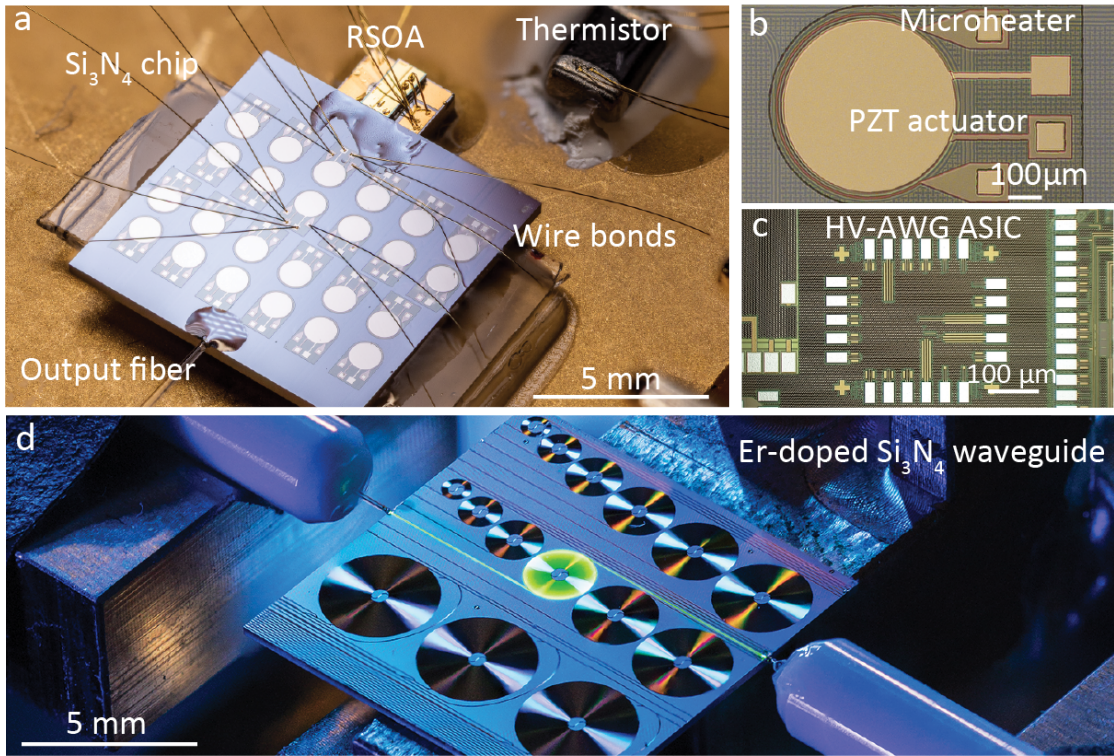 a
Si₃N₄ chip
RSOA
Thermistor
Wire bonds
Output fiber
5 mm
b
Microheater
PZT actuator
100µm
c
HV-AWG ASIC
100 µm
d
Er-doped Si₃N₄ waveguide
5 mm